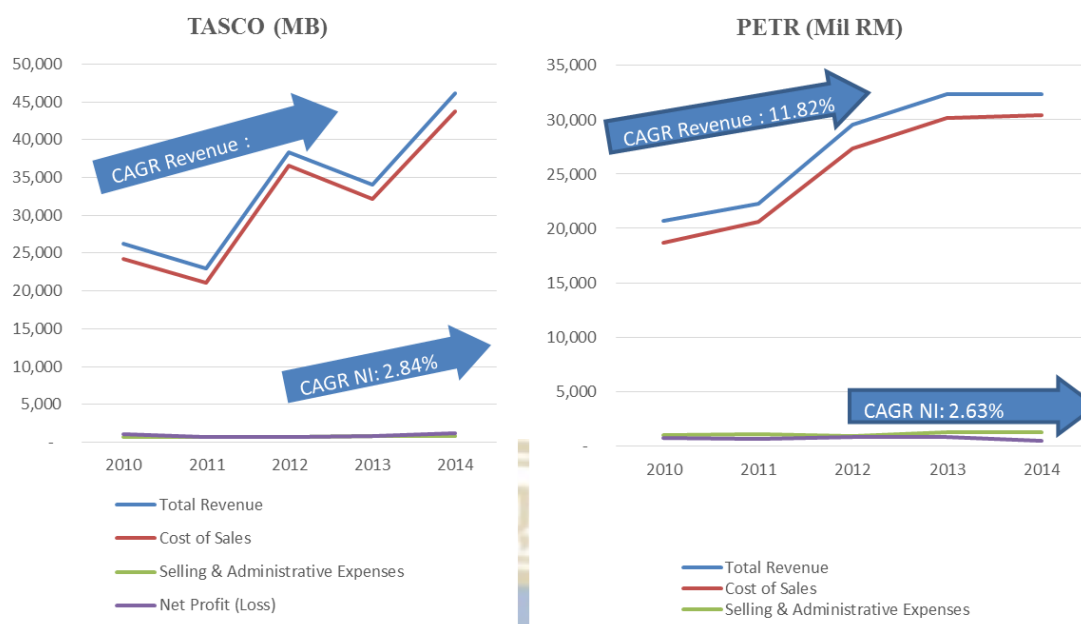 TASCO (MB)
50,000
45,000
40,000
35,000
30,000
25,000
20,000
15,000
10,000
5,000
-
CAGR Revenue :
CAGR NI: 2.84%
2010 2011 2012 2013 2014
Total Revenue
Cost of Sales
Selling & Administrative Expenses
Net Profit (Loss)
PETR (Mil RM)
35,000
30,000
25,000
20,000
15,000
10,000
5,000
-
CAGR Revenue : 11.82%
CAGR NI: 2.63%
2010 2011 2012 2013 2014
Total Revenue
Cost of Sales
Selling & Administrative Expenses